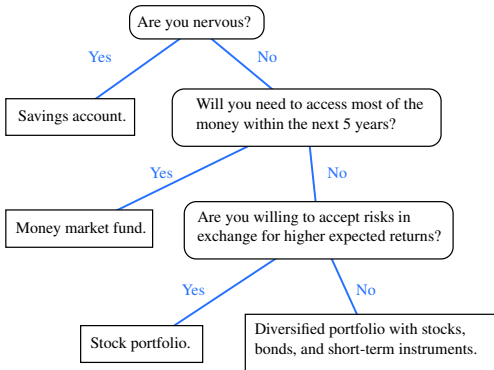 Are you nervous?
Yes
No
Savings account.
Will you need to access most of the
money within the next 5 years?
Yes
No
Money market fund.
Are you willing to accept risks in
exchange for higher expected returns?
Yes
No
Stock portfolio.
Diversified portfolio with stocks,
bonds, and short-term instruments.